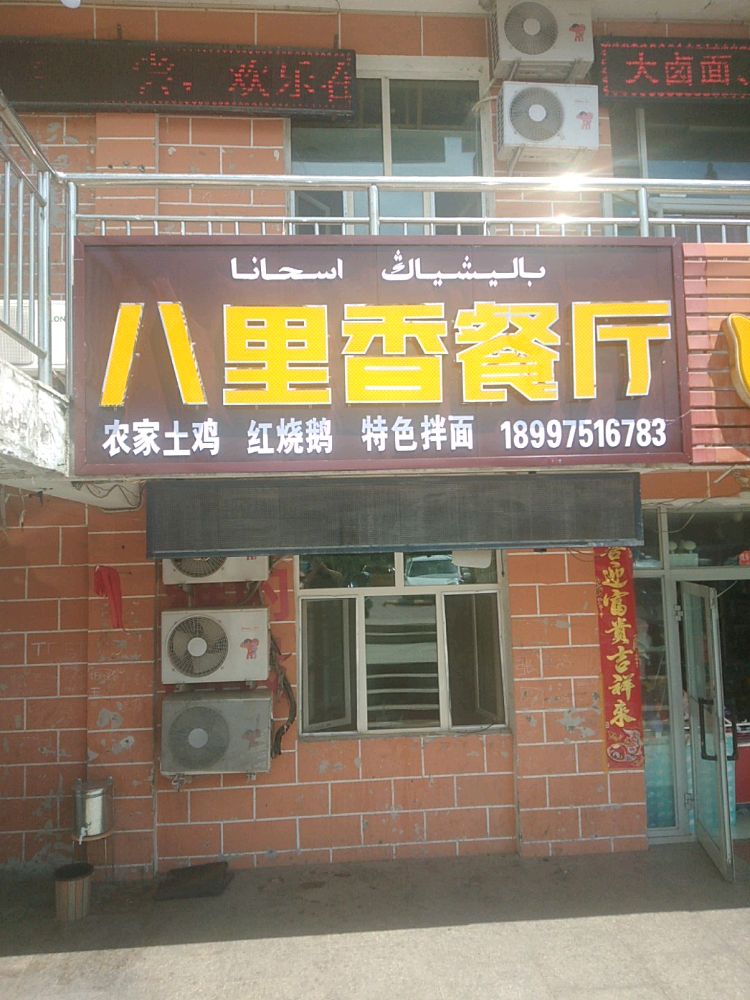 欢乐在
大卤面、
باليشياڭ اسحانا
八里香餐厅
农家土鸡 红烧鹅 特色拌面 18997516783
迎富贵吉祥来